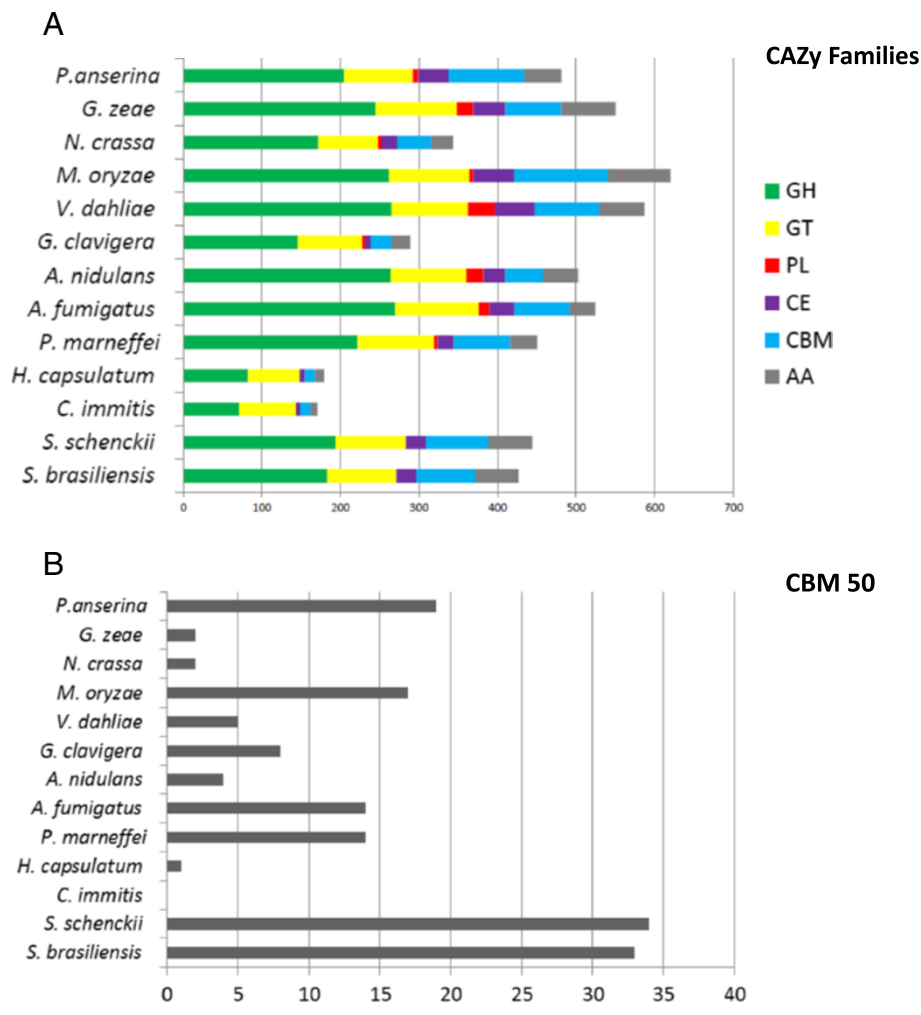 A
CAZy Families
P.anserina
G. zeae
N. crassa
M. oryzae
V. dahliae
G. clavigera
A. nidulans
A. fumigatus
P. marneffei
H. capsulatum
C. immitis
S. schenckii
S. brasiliensis
0 100 200 300 400 500 600 700
GH
GT
PL
CE
CBM
AA
B
CBM 50
P.anserina
G. zeae
N. crassa
M. oryzae
V. dahliae
G. clavigera
A. nidulans
A. fumigatus
P. marneffei
H. capsulatum
C. immitis
S. schenckii
S. brasiliensis
0 5 10 15 20 25 30 35 40